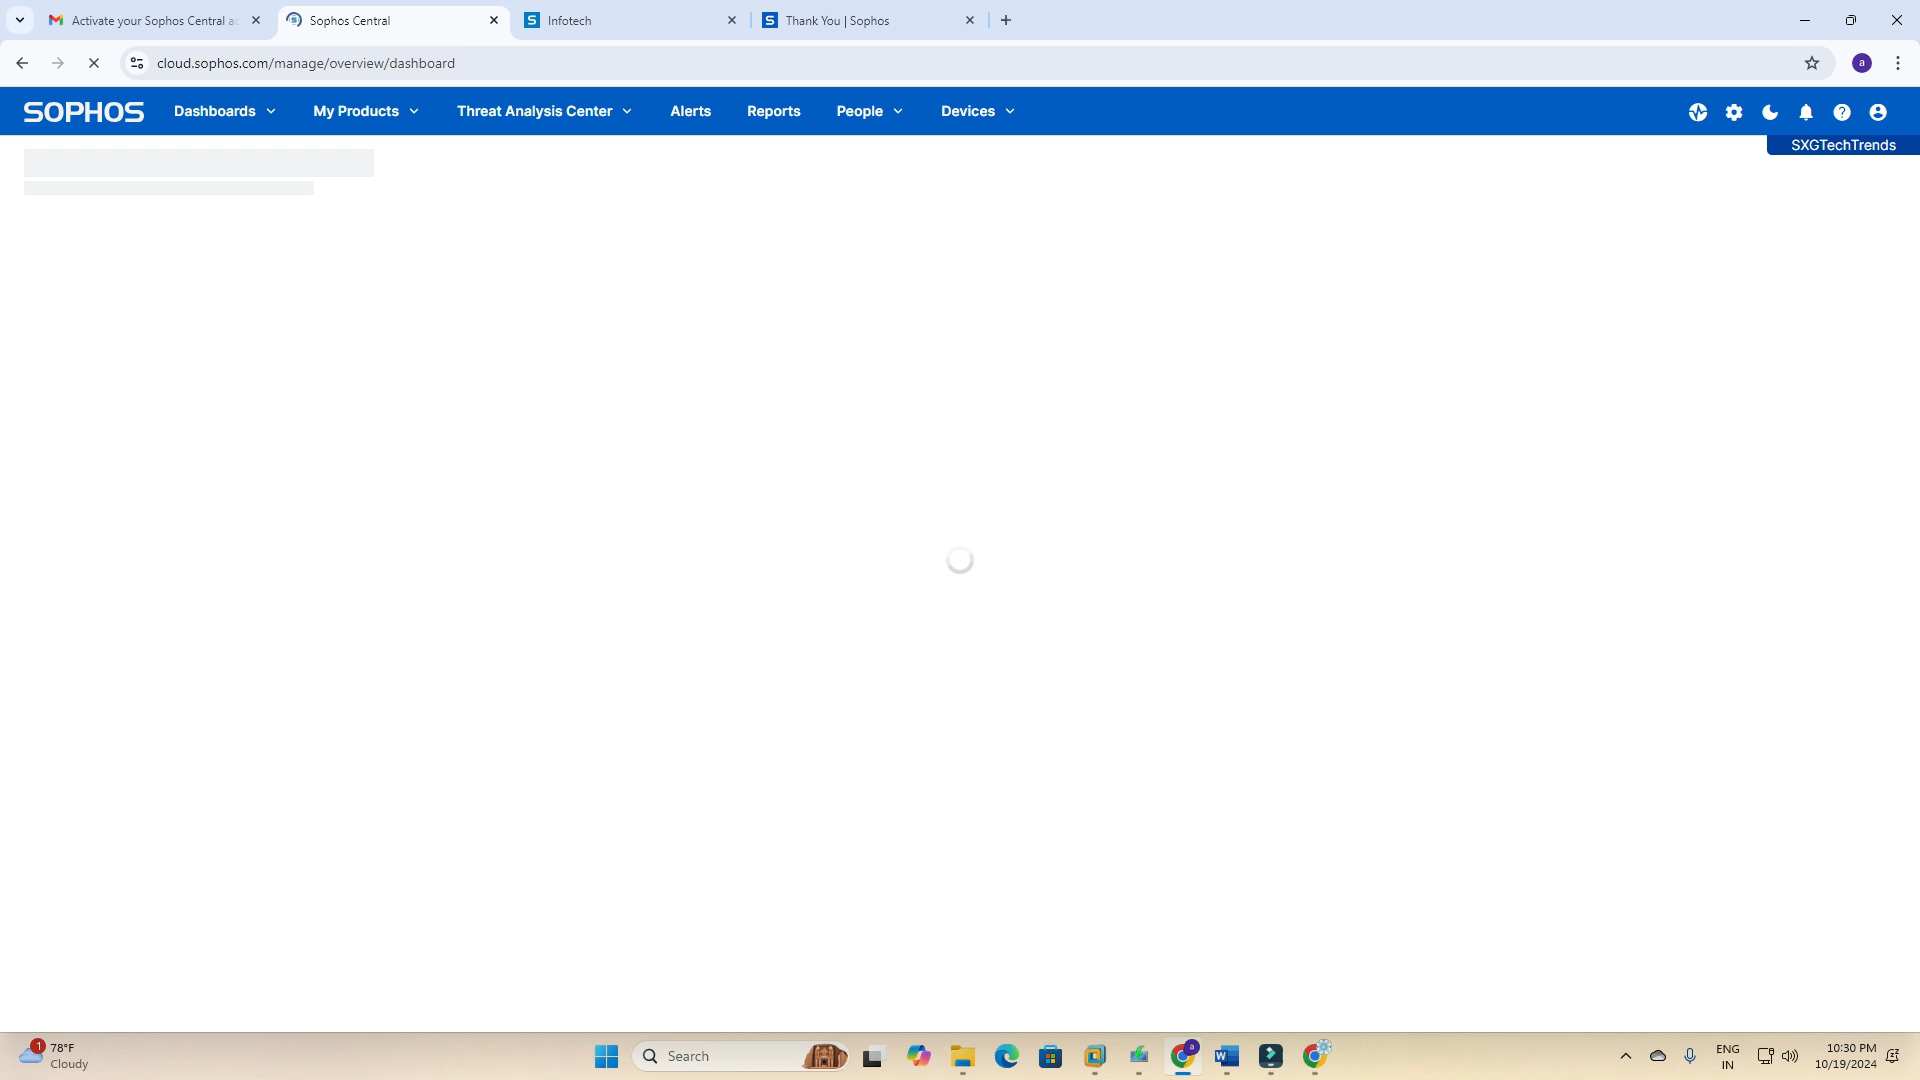 Activate your Sophos Central a
Sophos Central
S Infotech
S Thank You | Sophos
cloud.sophos.com/manage/overview/dashboard
a
SOPHOS
Dashboards
My Products
Threat Analysis Center
Alerts
Reports
People
Devices
SXGTechTrends
1
78°F
Cloudy
Search
a
ENG
IN
10:30 PM
10/19/2024